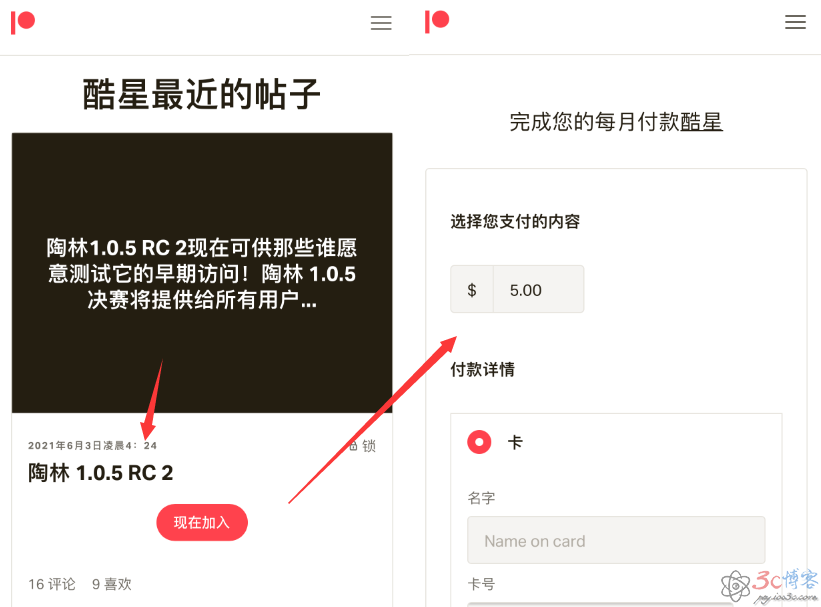 酷星最近的帖子
陶林1.0.5 RC 2现在可供那些谁愿
意测试它的早期访问！陶林 1.0.5
决赛将提供给所有用户...
2021年6月3日凌晨4：24
锁
陶林 1.0.5 RC 2
现在加入
16 评论 9 喜欢
完成您的每月付款酷星
选择您支付的内容
$ 5.00
付款详情
卡
名字
Name on card
卡号
3c博客